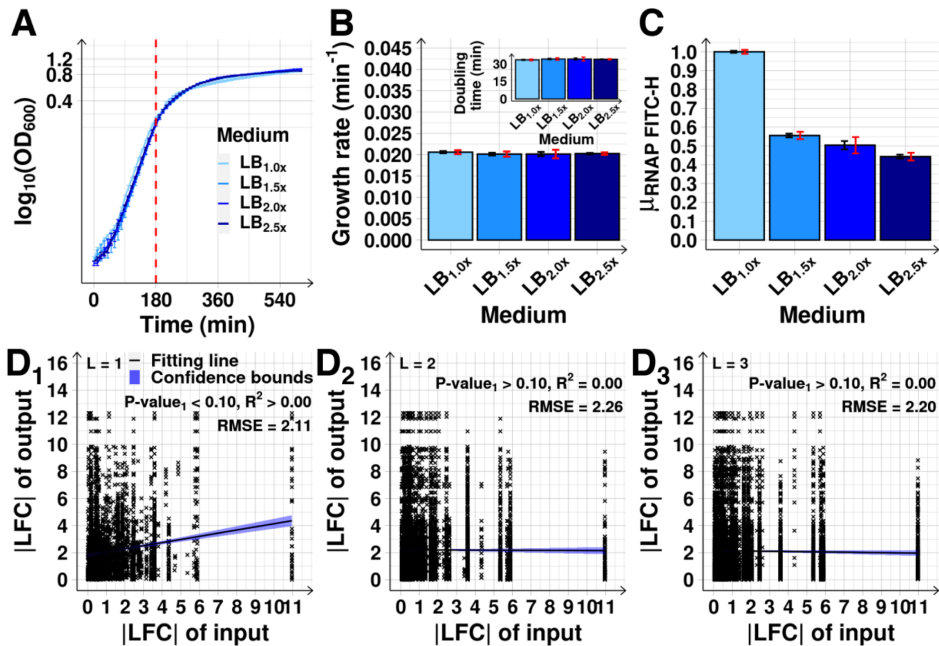 A
log10(OD600)
1.2
0.8
0.4
Medium
LB1.0x
LB1.5x
LB2.0x
LB2.5x
0 180 360 540
Time (min)
B
Growth rate (min-1)
0.045
0.040
0.035
0.030
0.025
0.020
0.015
0.010
0.005
0.000
LB1.0x LB1.5x LB2.0x LB2.5x
Medium
Doubling
time (min)
30
15
0
LB1.0x LB1.5x LB2.0x LB2.5x
Medium
C
μRNAP FITC-H
1.0
0.9
0.8
0.7
0.6
0.5
0.4
0.3
0.2
0.1
0.0
LB1.0x LB1.5x LB2.0x LB2.5x
Medium
D1
|LFC| of output
16
14
12
10
8
6
4
2
0
L = 1
Fitting line
Confidence bounds
P-value1 < 0.10, R2 > 0.00
RMSE = 2.11
0 1 2 3 4 5 6 7 8 9 10 11
|LFC| of input
D2
|LFC| of output
16
14
12
10
8
6
4
2
0
L = 2
P-value1 > 0.10, R2 = 0.00
RMSE = 2.26
0 1 2 3 4 5 6 7 8 9 10 11
|LFC| of input
D3
|LFC| of output
16
14
12
10
8
6
4
2
0
L = 3
P-value1 > 0.10, R2 = 0.00
RMSE = 2.20
0 1 2 3 4 5 6 7 8 9 10 11
|LFC| of input